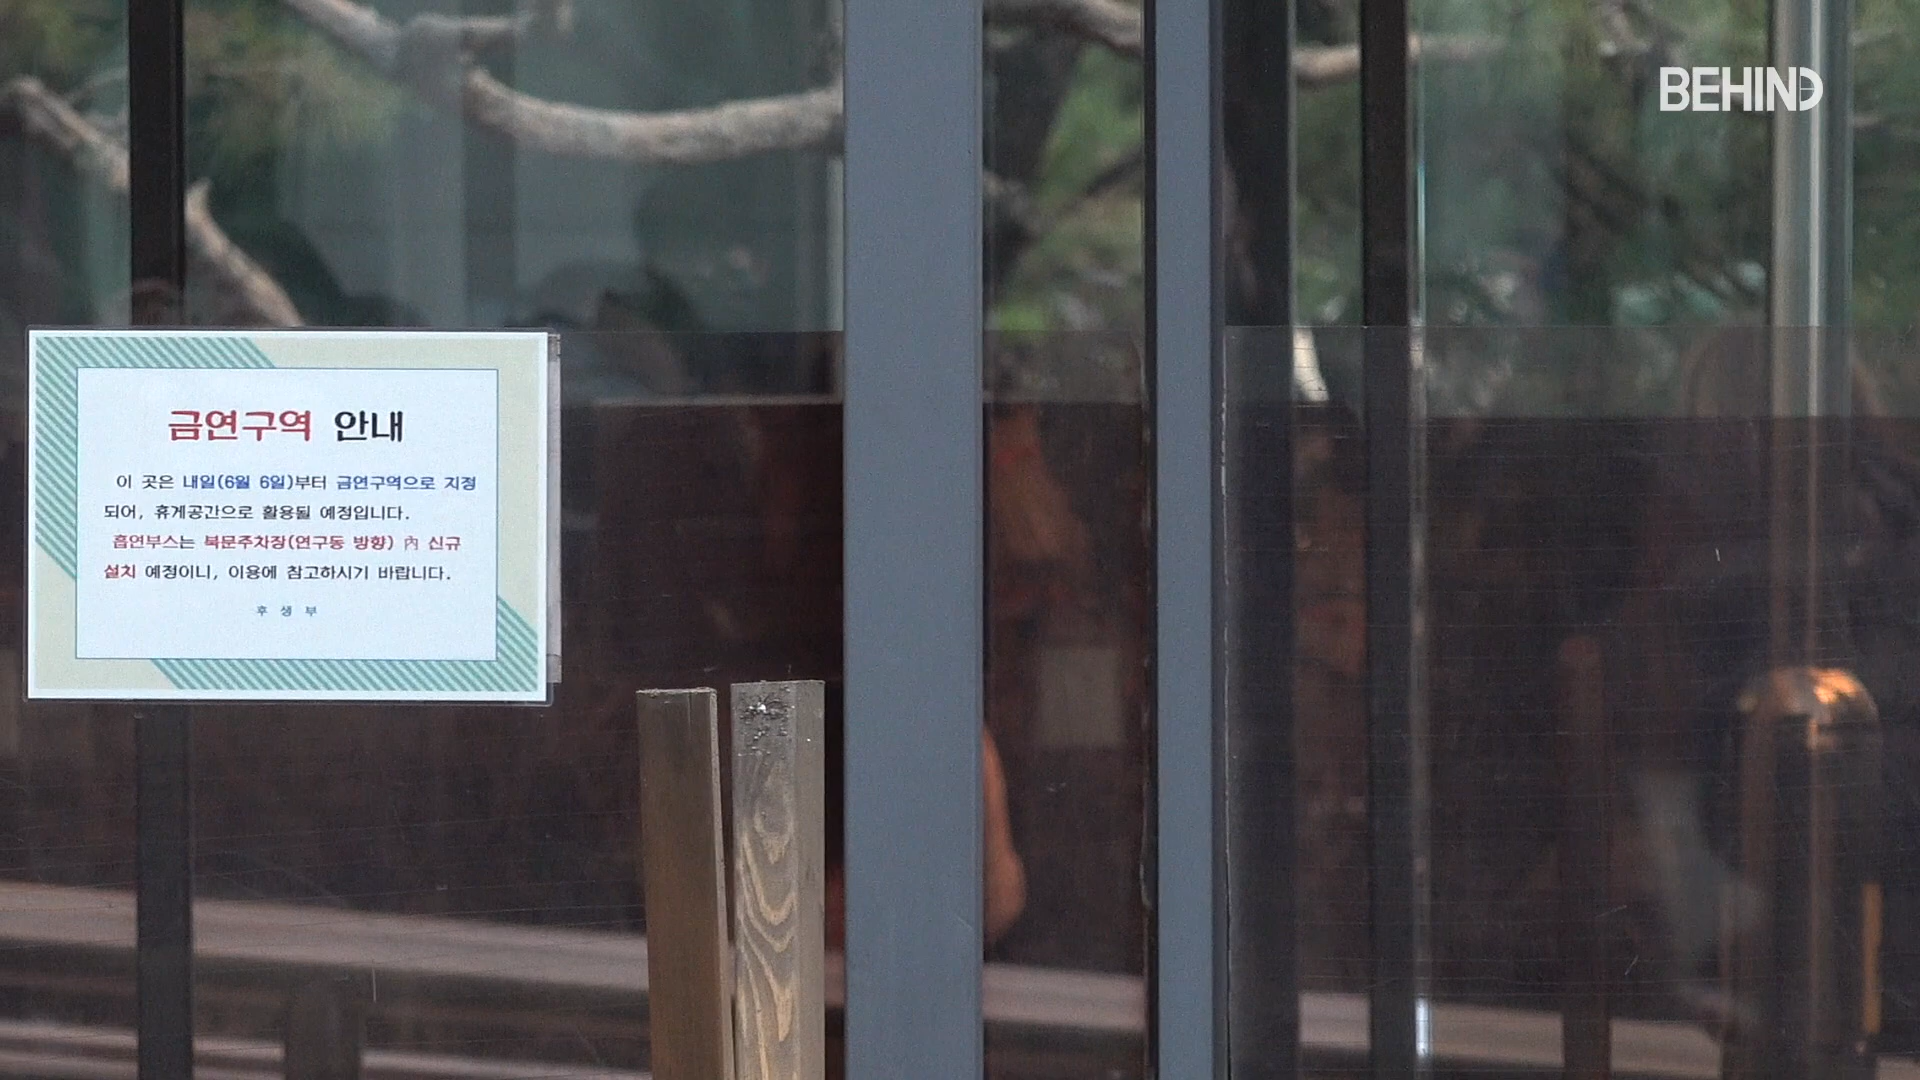 BEHIND
금연구역 안내
이 곳은 내일(6월 6일)부터 금연구역으로 지정
되어, 휴게공간으로 활용될 예정입니다.
흡연부스는 북문주차장(연구동 방향) 內 신규
설치 예정이니, 이용에 참고하시기 바랍니다.
후 생 부